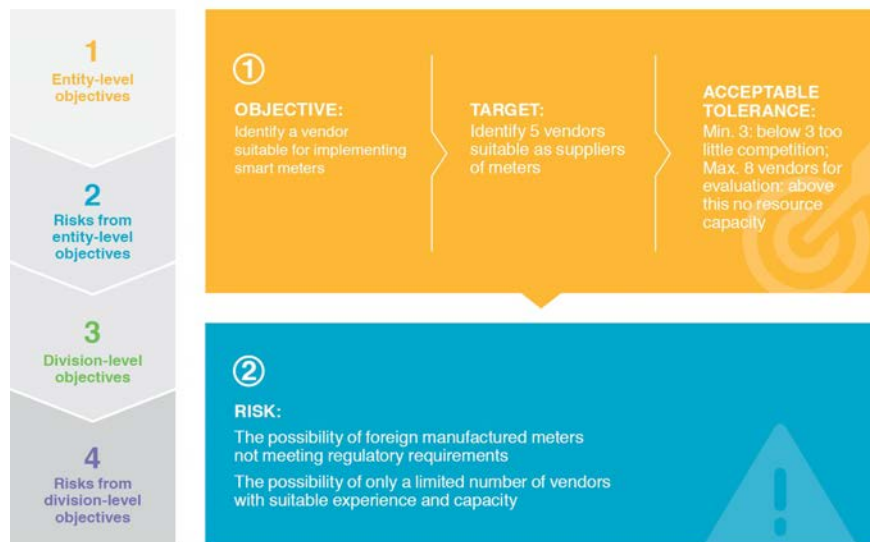 1
Entity-level
objectives
2
Risks from
entity-level
objectives
3
Division-level
objectives
4
Risks from
division-level
objectives
①
OBJECTIVE:
Identify a vendor
suitable for implementing
smart meters
TARGET:
Identify 5 vendors
suitable as suppliers
of meters
ACCEPTABLE
TOLERANCE:
Min. 3: below 3 too
little competition;
Max. 8 vendors for
evaluation: above
this no resource
capacity
②
RISK:
The possibility of foreign manufactured meters
not meeting regulatory requirements
The possibility of only a limited number of vendors
with suitable experience and capacity